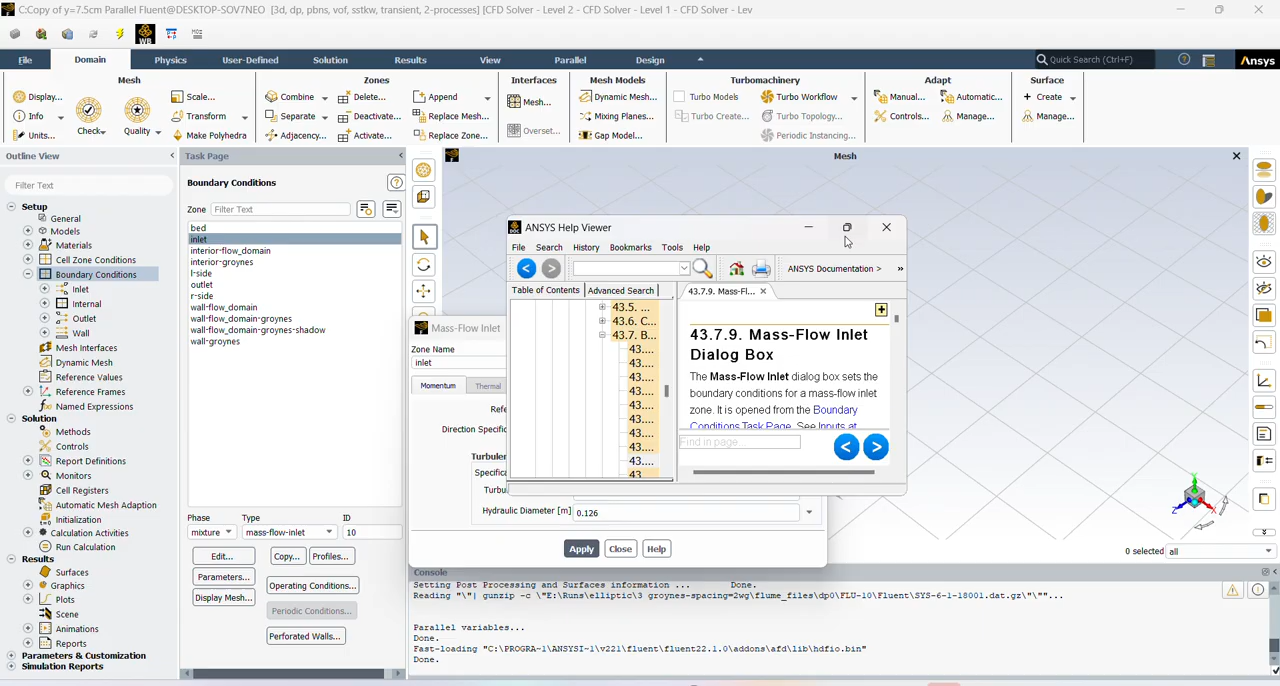 C:Copy of y=7.5cm Parallel Fluent@DESKTOP-SOV7NEO [3d, dp, pbns, vof, sstkw, transient, 2-processes] [CFD Solver - Level 2 - CFD Solver - Level 1 - CFD Solver - Lev
WB
File Domain Physics User-Defined Solution Results View Parallel Design Quick Search (Ctrl+F) Ansys
Mesh Zones Interfaces Mesh Models Turbomachinery Adapt Surface
Display... Scale... Combine Delete... Append Mesh... Dynamic Mesh... Turbo Models Turbo Workflow Manual... Automatic... + Create
Info Check Quality Transform Separate Deactivate... Replace Mesh... Mixing Planes... Turbo Create... Turbo Topology... Controls... Manage... Manage...
Units... Make Polyhedra Adjacency... Activate... Replace Zone... Overset... Gap Model... Periodic Instancing...
Outline View
Filter Text
Setup
General
Models
Materials
Cell Zone Conditions
Boundary Conditions
Inlet
Internal
Outlet
Wall
Mesh Interfaces
Dynamic Mesh
Reference Values
Reference Frames
Named Expressions
Solution
Methods
Controls
Report Definitions
Monitors
Cell Registers
Automatic Mesh Adaption
Initialization
Calculation Activities
Run Calculation
Results
Surfaces
Graphics
Plots
Scene
Animations
Reports
Parameters & Customization
Simulation Reports
Task Page
Boundary Conditions
Zone Filter Text
bed
inlet
interior-flow_domain
interior-groynes
l-side
outlet
r-side
wall-flow_domain
wall-flow_domain-groynes
wall-flow_domain-groynes-shadow
wall-groynes
Phase Type ID
mixture mass-flow-inlet 10
Edit... Copy... Profiles...
Parameters... Operating Conditions...
Display Mesh... Periodic Conditions...
Perforated Walls...
Mesh
ANSYS Help Viewer
File Search History Bookmarks Tools Help
ANSYS Documentation > »
Table of Contents Advanced Search 43.7.9. Mass-Fl...
43.5. ...
43.6. C...
43.7. B...
43....
43....
43....
43....
43....
43....
43....
43....
43....
43
43.7.9. Mass-Flow Inlet
Dialog Box
The Mass-Flow Inlet dialog box sets the
boundary conditions for a mass-flow inlet
zone. It is opened from the Boundary
Conditions Task Page. See Inputs at
Find in page...
Mass-Flow Inlet
Zone Name
inlet
Momentum Thermal
Refe
Direction Specific
Turbulen
Specifica
Turbu
Hydraulic Diameter [m] 0.126
Apply Close Help
0 selected all
Console
Setting Post Processing and Surfaces information ... Done.
Reading "\"| gunzip -c \"E:\runs\elliptic\3 groynes-spacing=2wg\flume_files\dp0\FLU-10\Fluent\SYS-6-1-18001.dat.gz\"\""...
Parallel variables...
Done.
Fast-loading "C:\PROGRA~1\ANSYSI~1\v221\fluent\fluent22.1.0\addons\afd\lib\hdfio.bin"
Done.